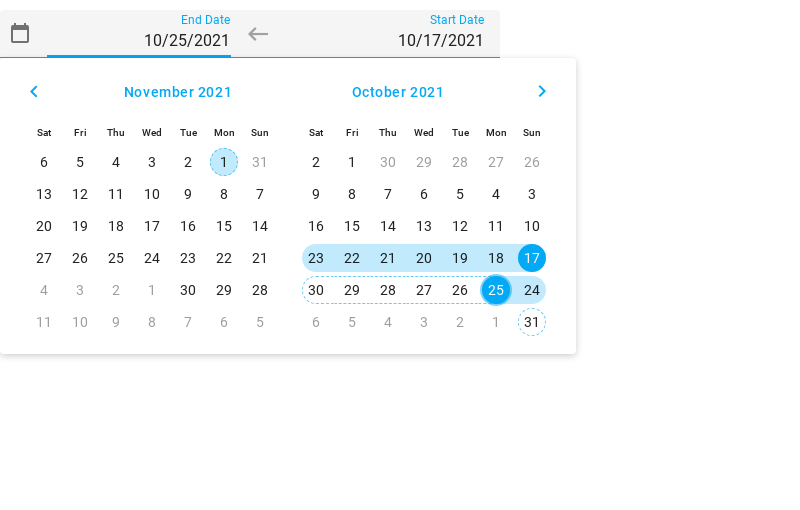 End Date Start Date
10/25/2021 10/17/2021
November 2021 October 2021
Sat Fri Thu Wed Tue Mon Sun Sat Fri Thu Wed Tue Mon Sun
6 5 4 3 2 1 31 2 1 30 29 28 27 26
13 12 11 10 9 8 7 9 8 7 6 5 4 3
20 19 18 17 16 15 14 16 15 14 13 12 11 10
27 26 25 24 23 22 21 23 22 21 20 19 18 17
4 3 2 1 30 29 28 30 29 28 27 26 25 24
11 10 9 8 7 6 5 6 5 4 3 2 1 31